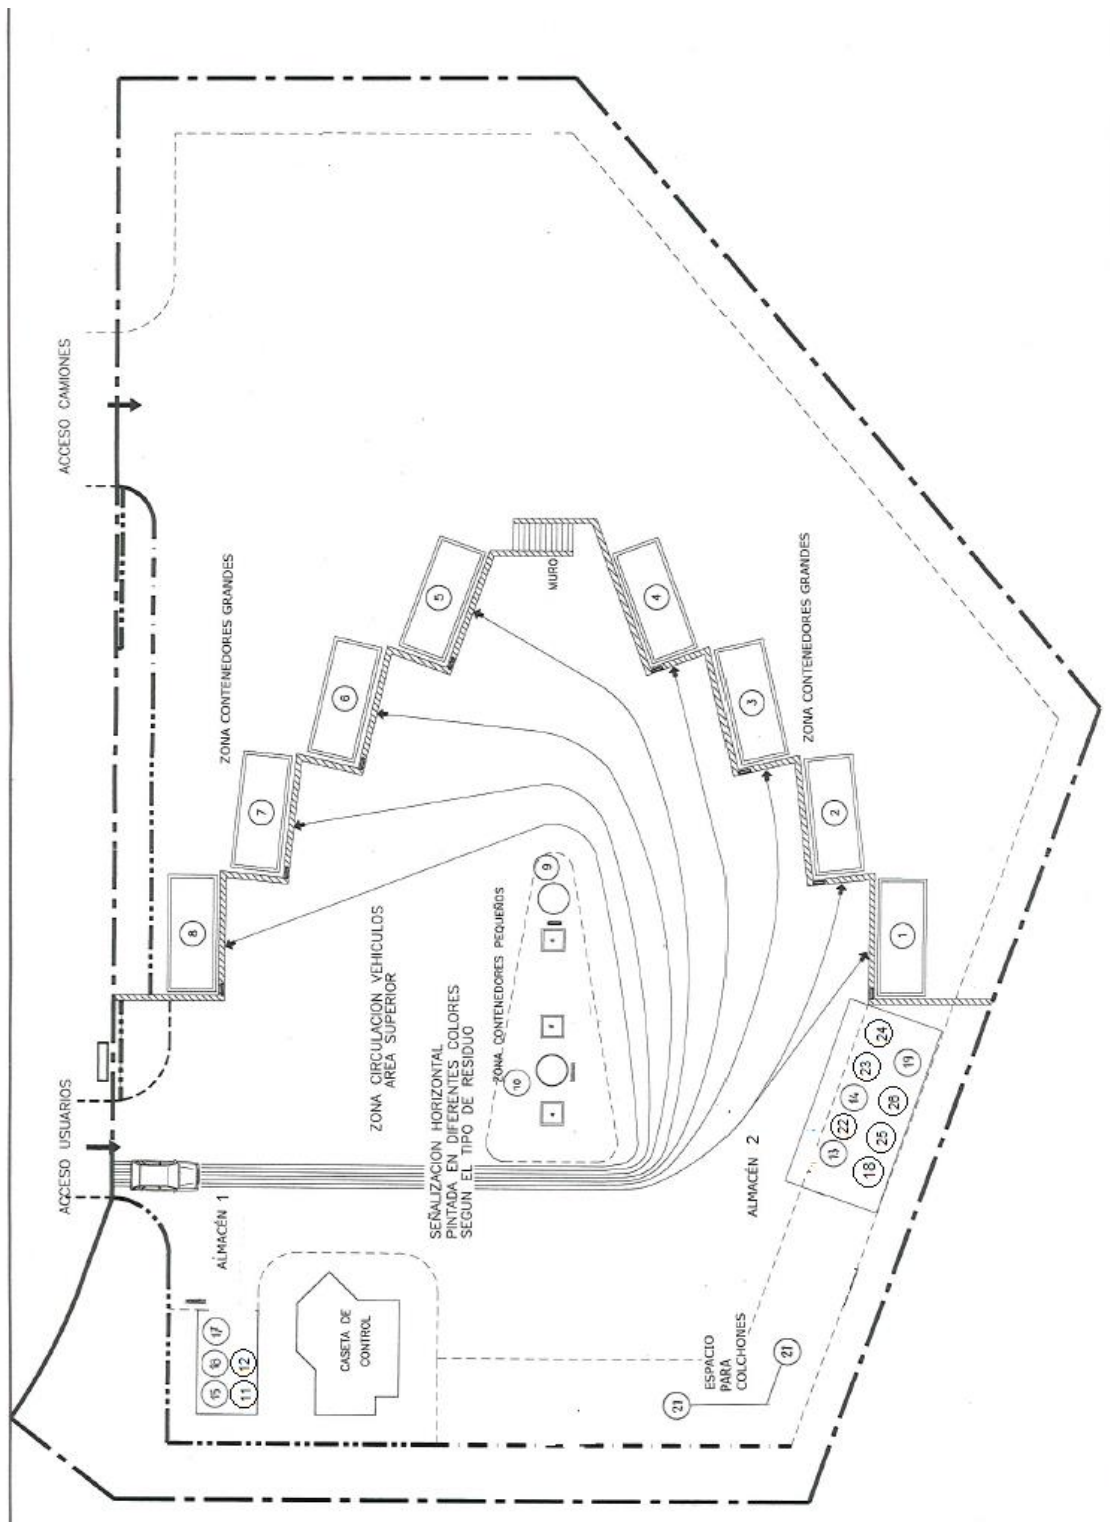 ACCESO CAMIONES
ZONA CONTENEDORES GRANDES
5
6
7
8
MURO
4
3
2
1
ZONA CONTENEDORES GRANDES
ACCESO USUARIOS
ZONA CIRCULACION VEHICULOS
AREA SUPERIOR
SEÑALIZACION HORIZONTAL
PINTADA EN DIFERENTES COLORES
SEGUN EL TIPO DE RESIDUO
ZONA CONTENEDORES PEQUEÑOS
9
10
ALMACÉN 1
15
16
17
11
12
CASETA DE
CONTROL
ALMACÉN 2
13
22
14
23
24
18
25
26
19
ESPACIO
PARA
COLCHONES
21
21